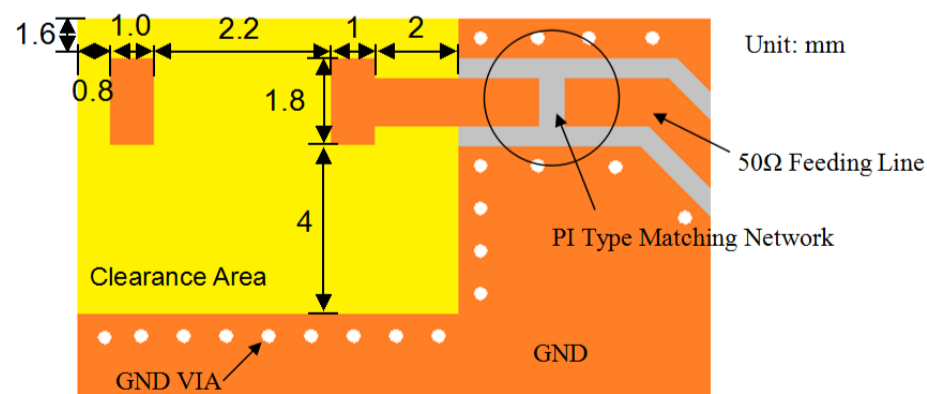 1.6
1.0
2.2
1
2
Unit: mm
0.8
1.8
50Ω Feeding Line
4
PI Type Matching Network
Clearance Area
GND
GND VIA